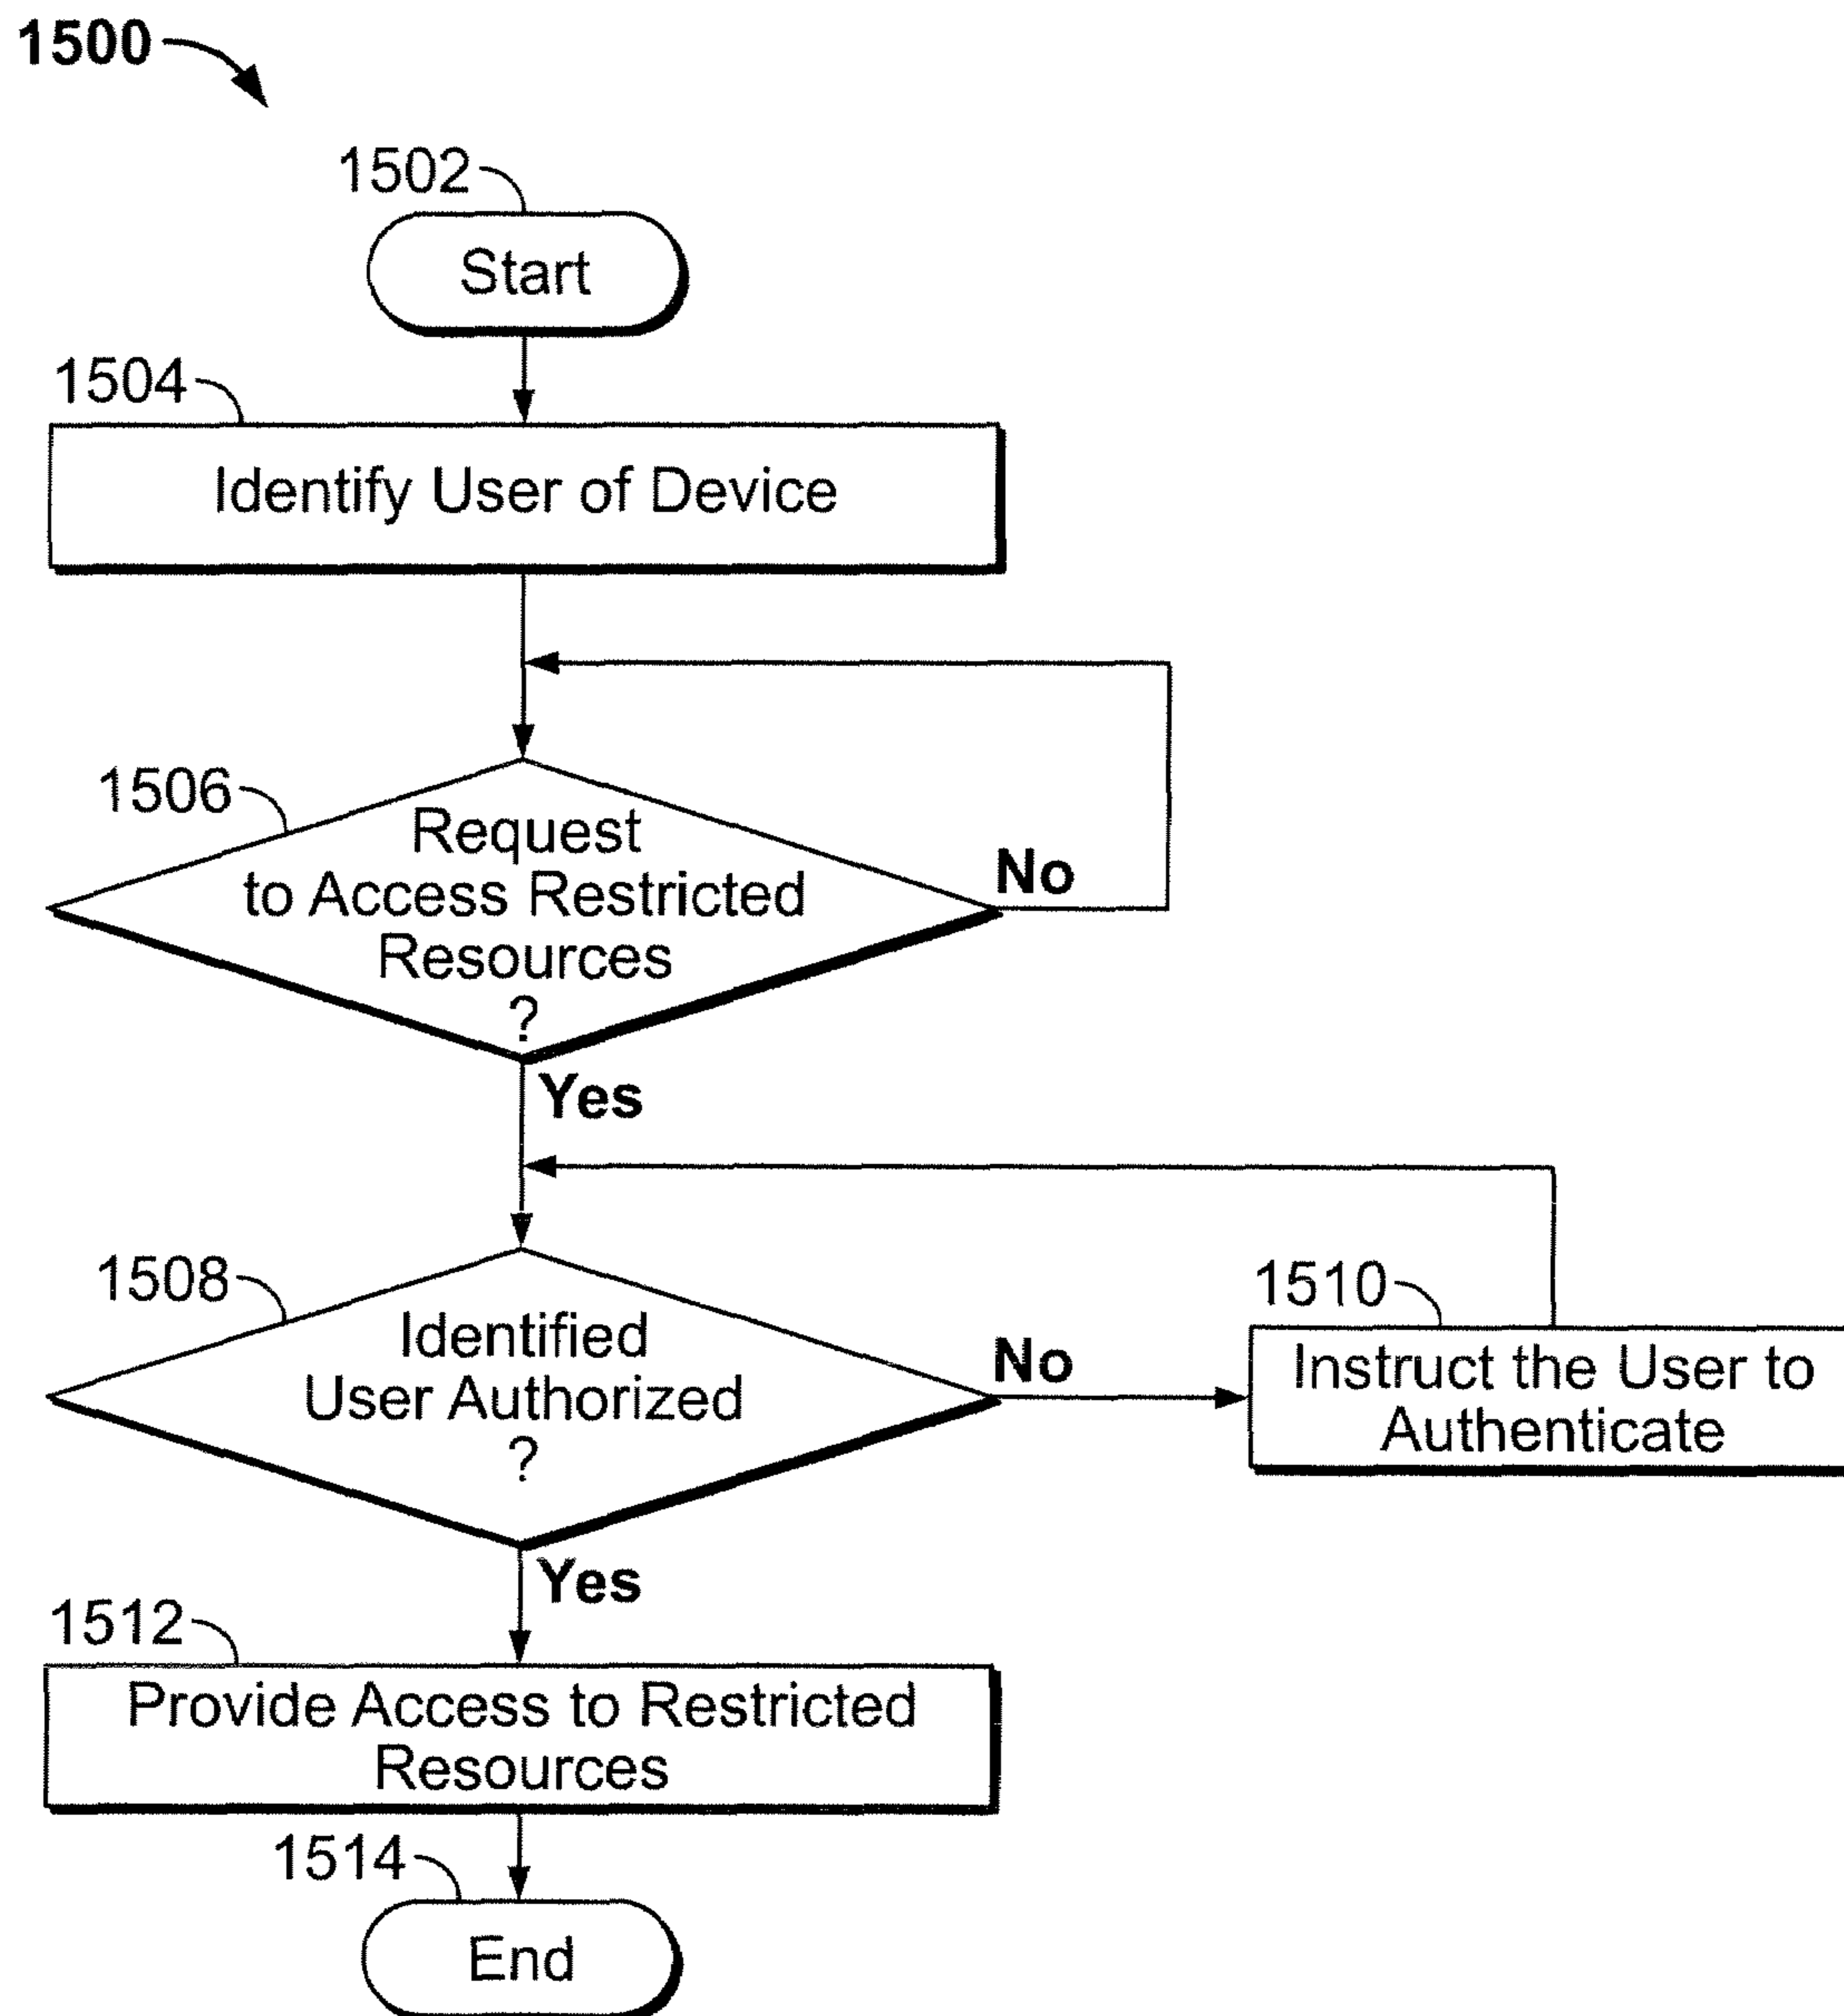 1500
1502
Start
1504
Identify User of Device
1506
Request
to Access Restricted
Resources
?
No
Yes
1508
Identified
User Authorized
?
No
1510
Instruct the User to
Authenticate
Yes
1512
Provide Access to Restricted
Resources
1514
End